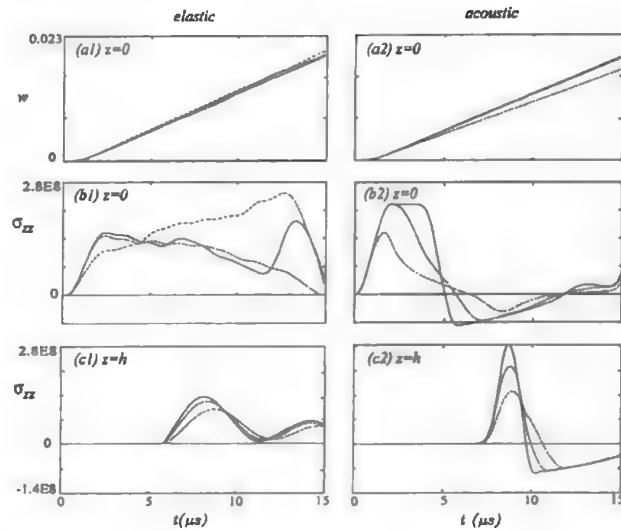 elastic acoustic
0.023 (a1) z=0 (a2) z=0
w
0
2.8E8 (b1) z=0 (b2) z=0
σzz
0
2.8E8 (c1) z=h (c2) z=h
σzz
0
-1.4E8
0 5 10 15 0 5 10 15
t(μs) t (μs)